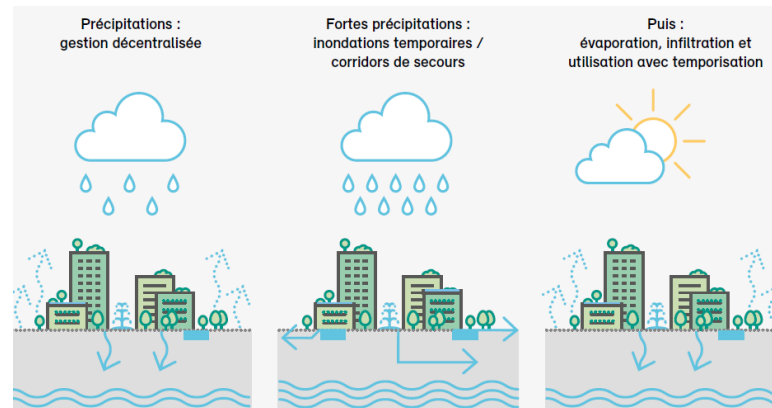 Précipitations :
gestion décentralisée
Fortes précipitations :
inondations temporaires /
corridors de secours
Puis :
évaporation, infiltration et
utilisation avec temporisation